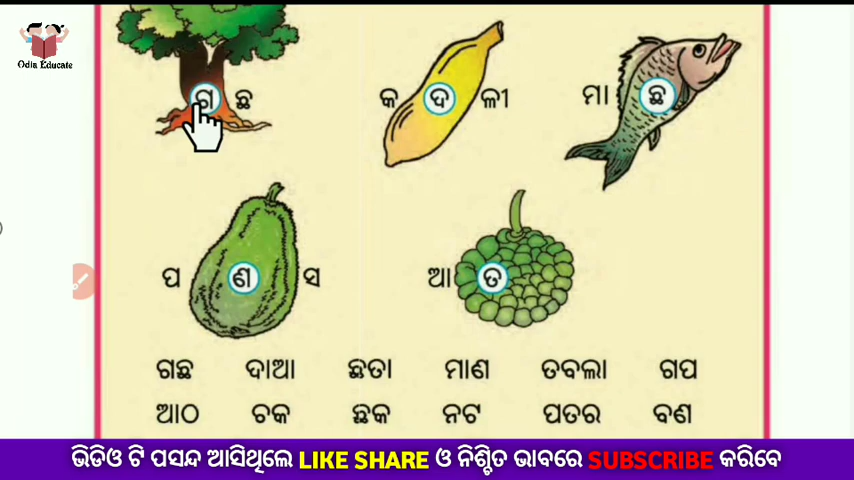 Odia Educate
ଗ ଛ
କ ଦ ଳୀ
ମା ଛ
ପ ଣ ସ
ଆ ତ
ଗଛ ଦାଆ ଛତା ମାଣ ତବଲା ଗପ
ଆଠ ଚକ ଛକ ନଟ ପତର ବଣ
ଭିଡିଓ ଟି ପସନ୍ଦ ଆସିଥିଲେ LIKE SHARE ଓ ନିଶ୍ଚିତ ଭାବରେ SUBSCRIBE କରିବେ